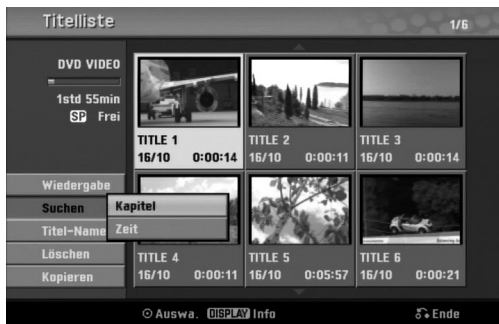 Titelliste
1/6
DVD VIDEO
1std 55min
SP Frei
TITLE 1
16/10 0:00:14
TITLE 2
16/10 0:00:11
TITLE 3
16/10 0:00:14
Wiedergabe
Suchen
Titel-Name
Löschen
Kopieren
Kapitel
Zeit
TITLE 4
16/10 0:00:11
TITLE 5
16/10 0:05:57
TITLE 6
16/10 0:00:21
Auswa. DISPLAY Info
Ende